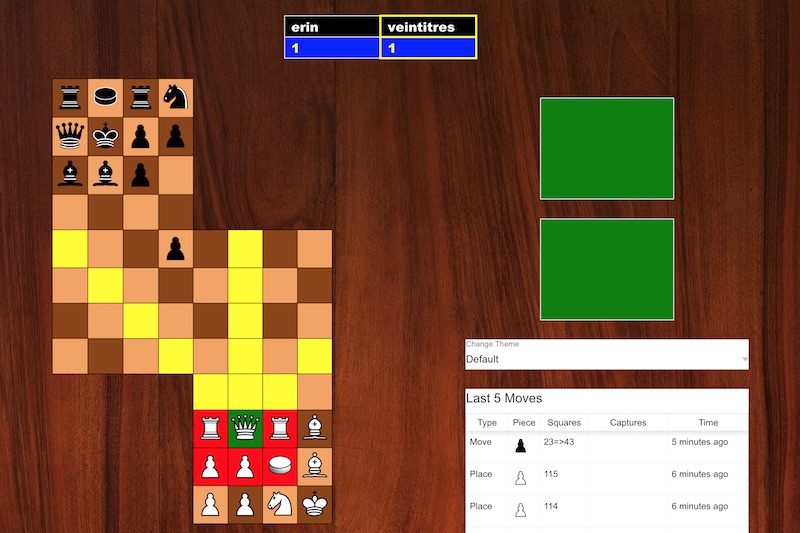 erin veintitres
1 1
Change Theme
Default
Last 5 Moves
Type Piece Squares Captures Time
Move 23=>43 5 minutes ago
Place 115 6 minutes ago
Place 114 6 minutes ago